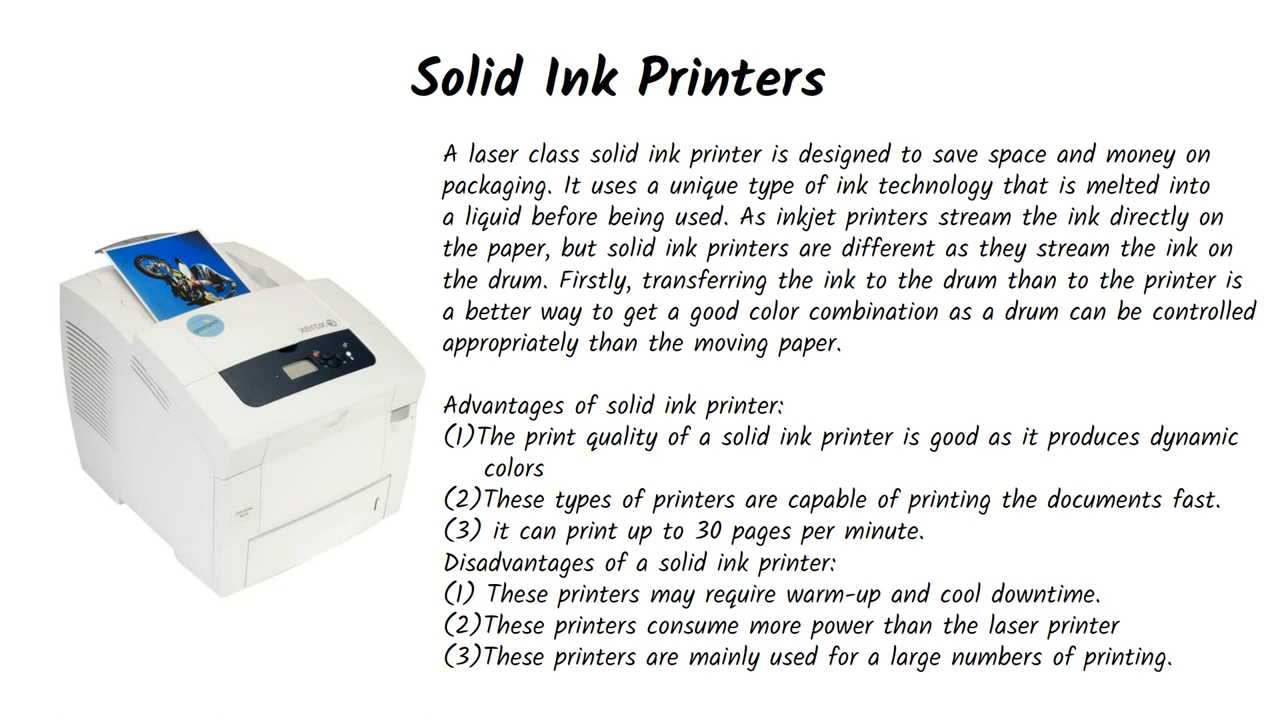 Solid Ink Printers
A laser class solid ink printer is designed to save space and money on
packaging. It uses a unique type of ink technology that is melted into
a liquid before being used. As inkjet printers stream the ink directly on
the paper, but solid ink printers are different as they stream the ink on
the drum. Firstly, transferring the ink to the drum than to the printer is
a better way to get a good color combination as a drum can be controlled
appropriately than the moving paper.
Advantages of solid ink printer:
(1)The print quality of a solid ink printer is good as it produces dynamic
colors
(2)These types of printers are capable of printing the documents fast.
(3) it can print up to 30 pages per minute.
Disadvantages of a solid ink printer:
(1) These printers may require warm-up and cool downtime.
(2)These printers consume more power than the laser printer
(3)These printers are mainly used for a large numbers of printing.
xerox